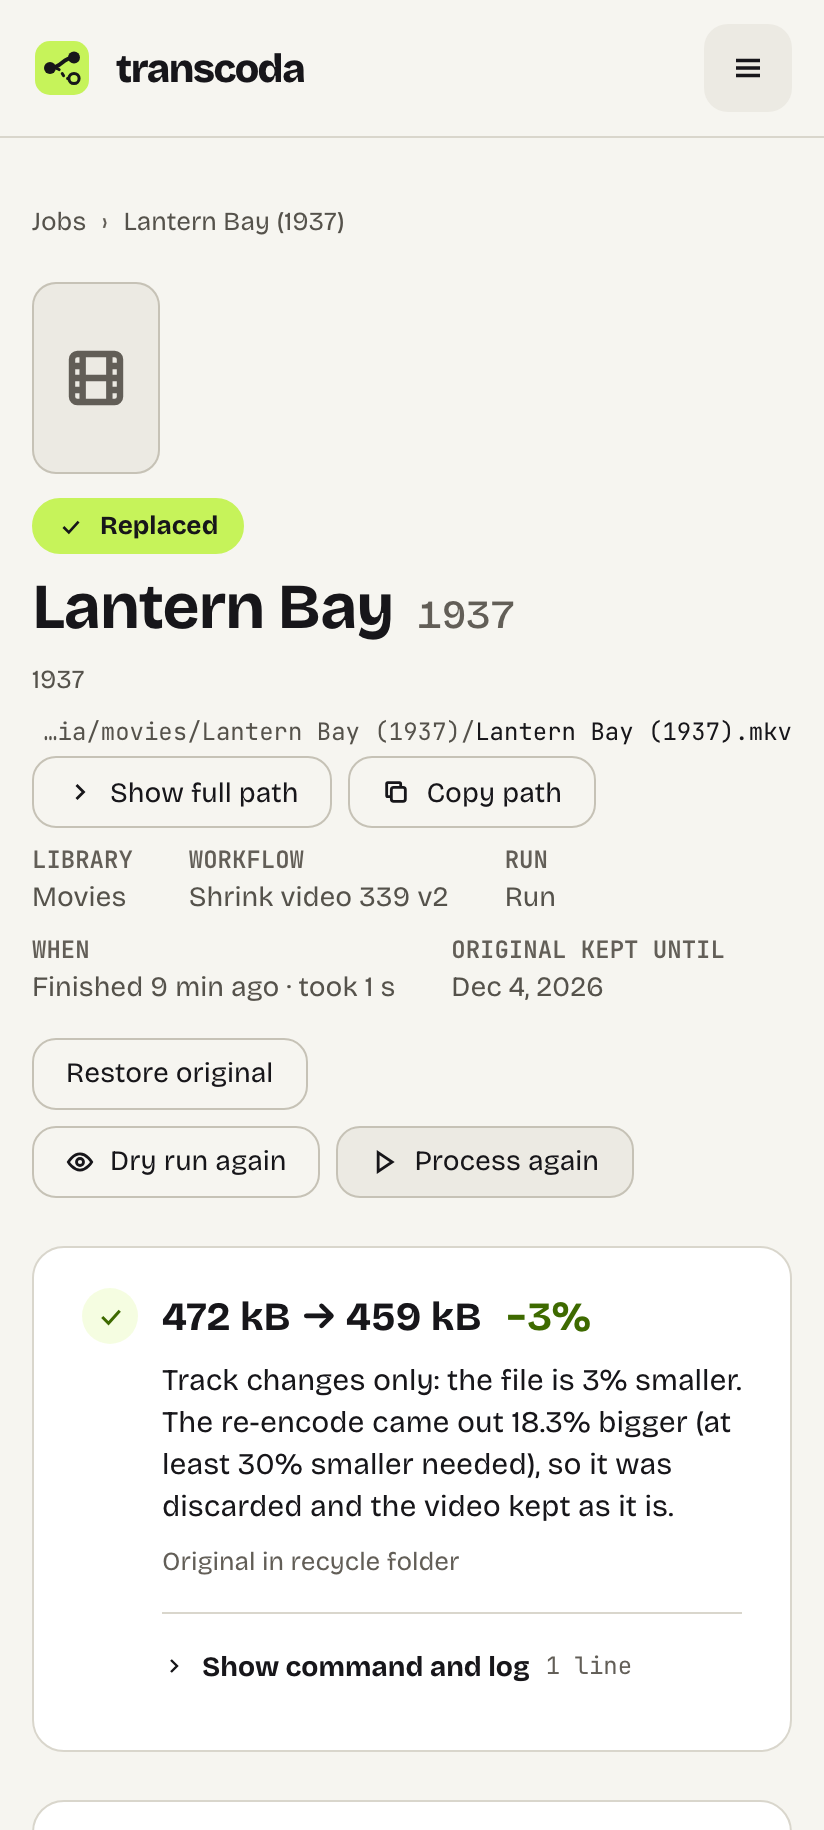 transcoda
Jobs › Lantern Bay (1937)
Replaced
Lantern Bay 1937
1937
…ia/movies/Lantern Bay (1937)/Lantern Bay (1937).mkv
Show full path
Copy path
LIBRARY
Movies
WORKFLOW
Shrink video 339 v2
RUN
Run
WHEN
Finished 9 min ago · took 1 s
ORIGINAL KEPT UNTIL
Dec 4, 2026
Restore original
Dry run again
Process again
472 kB → 459 kB −3%
Track changes only: the file is 3% smaller.
The re-encode came out 18.3% bigger (at
least 30% smaller needed), so it was
discarded and the video kept as it is.
Original in recycle folder
Show command and log 1 line